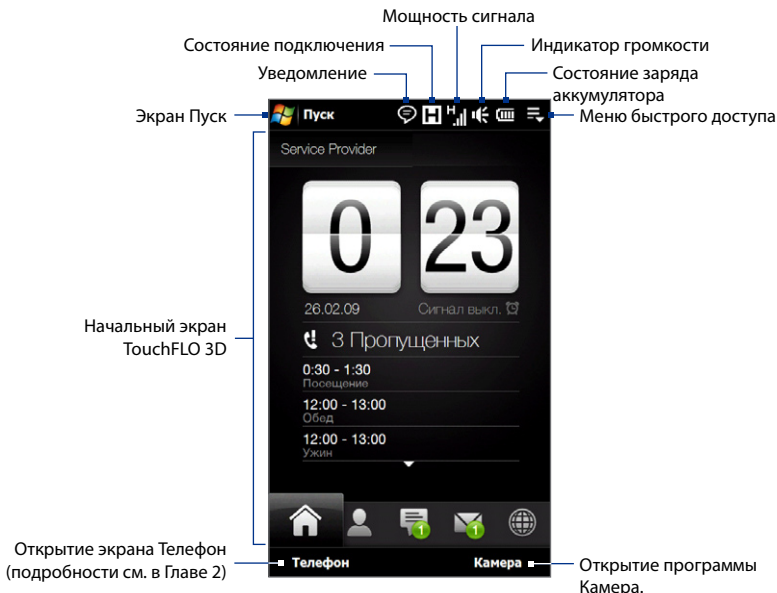 Мощность сигнала
Состояние подключения
Индикатор громкости
Уведомление
Состояние заряда
аккумулятора
Экран Пуск
Пуск
H
H
Меню быстрого доступа
Service Provider
0 23
26.02.09
Сигнал выкл.
Начальный экран
TouchFLO 3D
3 Пропущенных
0:30 - 1:30
Посещение
12:00 - 13:00
Обед
12:00 - 13:00
Ужин
1 1
Открытие экрана Телефон
(подробности см. в Главе 2)
Телефон
Камера
Открытие программы
Камера.